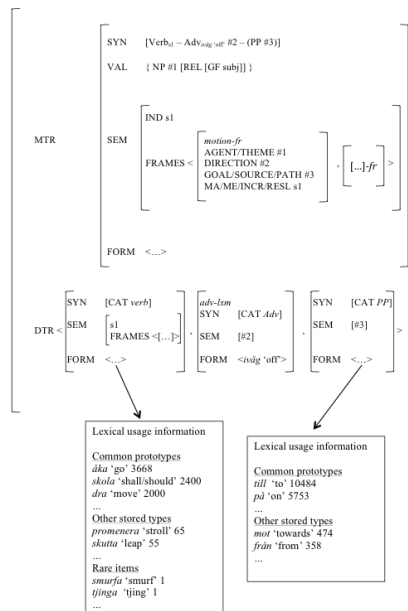 SYN [Verb s1 – Adv iväg 'off' #2 – (PP #3)]
VAL { NP #1 [REL [GF subj]] }
MTR
IND s1
SEM
motion-fr
AGENT/THEME #1
FRAMES < DIRECTION #2 , […]-fr >
GOAL/SOURCE/PATH #3
MA/ME/INCR/RESL s1
FORM <…>
DTR <
SYN [CAT verb]
SEM s1
FRAMES <[…]>
FORM <…>
,
adv-lxm
SYN [CAT Adv]
SEM [#2]
FORM <iväg 'off'>
,
SYN [CAT PP]
SEM [#3]
FORM <…>
>
Lexical usage information
Common prototypes
åka 'go' 3668
skola 'shall/should' 2400
dra 'move' 2000
…
Other stored types
promenera 'stroll' 65
skutta 'leap' 55
…
Rare items
smurfa 'smurf' 1
tjinga 'tjing' 1
…
Lexical usage information
Common prototypes
till 'to' 10484
på 'on' 5753
…
Other stored types
mot 'towards' 474
från 'from' 358
…